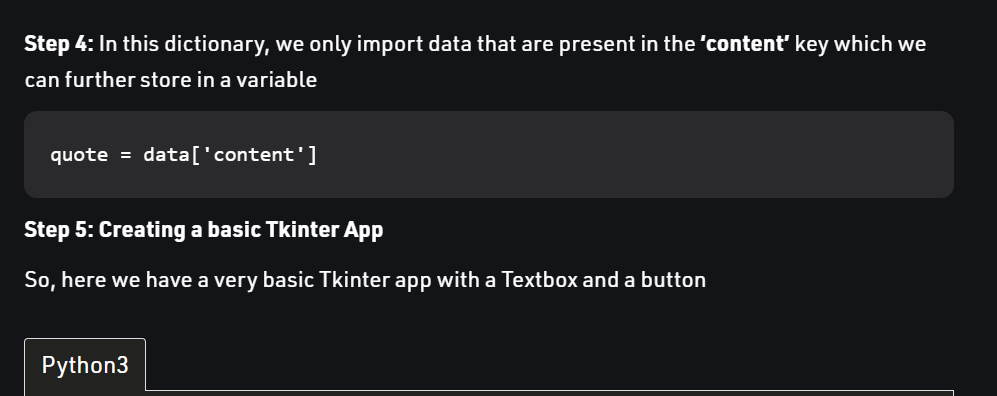 Step 4: In this dictionary, we only import data that are present in the ‘content’ key which we
can further store in a variable
quote = data['content']
Step 5: Creating a basic Tkinter App
So, here we have a very basic Tkinter app with a Textbox and a button
Python3